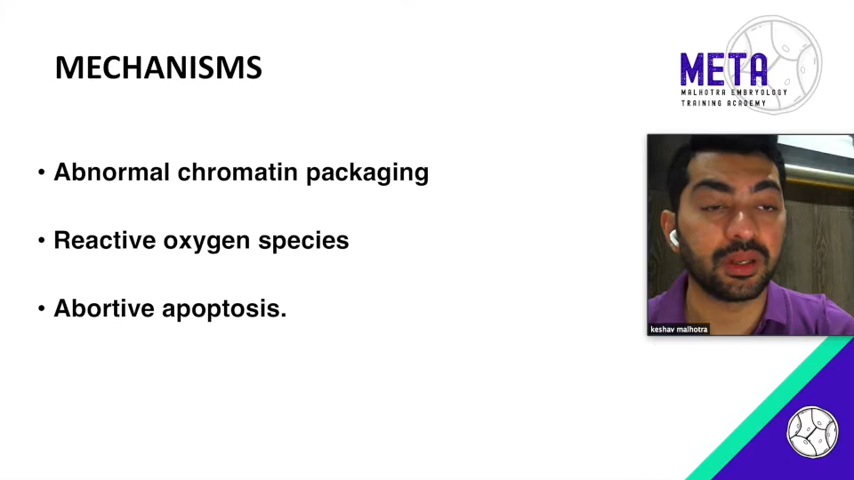 MECHANISMS
META
MALHOTRA EMBRYOLOGY
TRAINING ACADEMY
• Abnormal chromatin packaging
• Reactive oxygen species
• Abortive apoptosis.
keshav malhotra